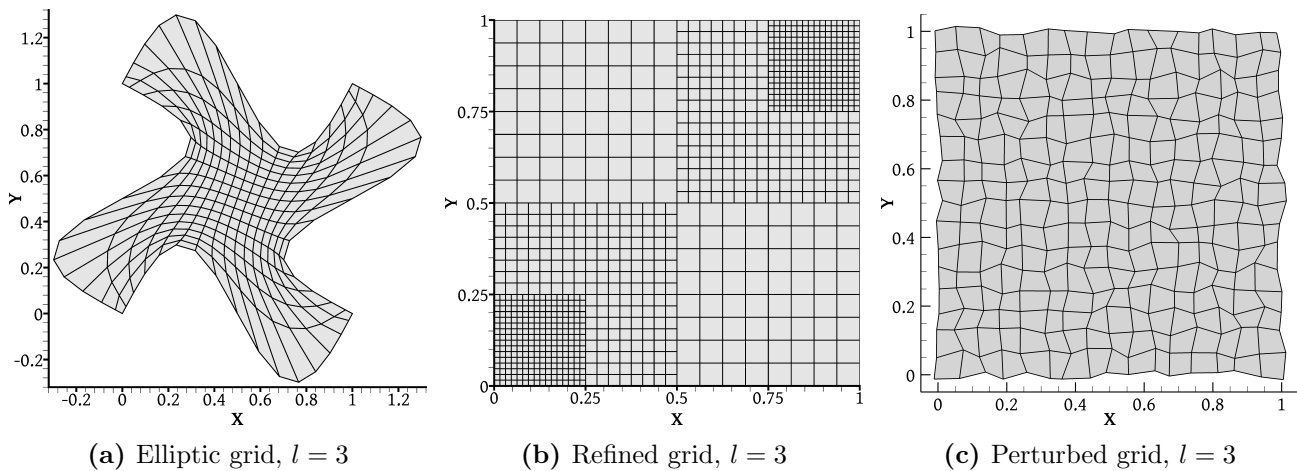 1.2
1
0.8
0.6
0.4
0.2
0
-0.2
Y
-0.2 0 0.2 0.4 0.6 0.8 1 1.2
X
(a) Elliptic grid, l = 3
1
0.75
0.5
0.25
0
Y
0 0.25 0.5 0.75 1
X
(b) Refined grid, l = 3
1
0.8
0.6
0.4
0.2
0
Y
0 0.2 0.4 0.6 0.8 1
X
(c) Perturbed grid, l = 3